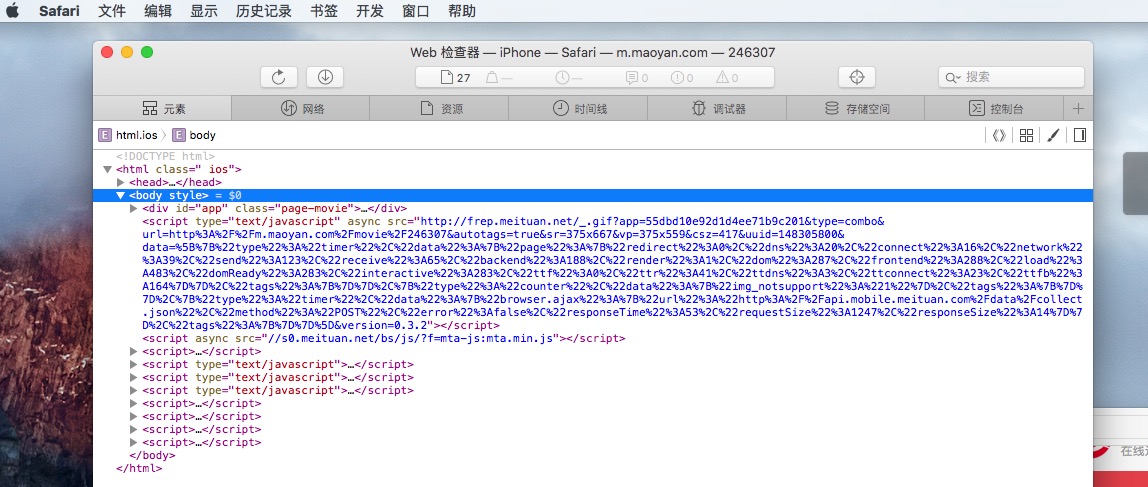 Safari 文件 编辑 显示 历史记录 书签 开发 窗口 帮助
Web 检查器 — iPhone — Safari — m.maoyan.com — 246307
27 — — 0 0 0 搜索
元素 网络 资源 时间线 调试器 存储空间 控制台 +
E html.ios 〉 E body
<!DOCTYPE html>
<html class=" ios">
<head>…</head>
<body style> = $0
<div id="app" class="page-movie">…</div>
<script type="text/javascript" async src="http://frep.meituan.net/_.gif?app=55dbd10e92d1d4ee71b9c201&type=combo&
url=http%3A%2F%2Fm.maoyan.com%2Fmovie%2F246307&autotags=true&sr=375x667&vp=375x559&csz=417&uuid=148305800&
data=%5B%7B%22type%22%3A%22timer%22%2C%22data%22%3A%7B%22page%22%3A%7B%22redirect%22%3A0%2C%22dns%22%3A20%2C%22connect%22%3A16%2C%22network%22
%3A39%2C%22send%22%3A123%2C%22receive%22%3A65%2C%22backend%22%3A188%2C%22render%22%3A1%2C%22dom%22%3A287%2C%22frontend%22%3A288%2C%22load%22%3
A483%2C%22domReady%22%3A283%2C%22interactive%22%3A283%2C%22ttf%22%3A0%2C%22ttr%22%3A41%2C%22ttdns%22%3A3%2C%22ttconnect%22%3A23%2C%22ttfb%22%3
A164%7D%7D%2C%22tags%22%3A%7B%7D%7D%2C%7B%22type%22%3A%22counter%22%2C%22data%22%3A%7B%22img_notsupport%22%3A%221%22%7D%2C%22tags%22%3A%7B%7D%
7D%2C%7B%22type%22%3A%22timer%22%2C%22data%22%3A%7B%22browser.ajax%22%3A%7B%22url%22%3A%22http%3A%2F%2Fapi.mobile.meituan.com%2Fdata%2Fcollect
.json%22%2C%22method%22%3A%22POST%22%2C%22error%22%3Afalse%2C%22responseTime%22%3A53%2C%22requestSize%22%3A1247%2C%22responseSize%22%3A14%7D%7
D%2C%22tags%22%3A%7B%7D%7D%5D&version=0.3.2"></script>
<script async src="//s0.meituan.net/bs/js/?f=mta-js:mta.min.js"></script>
<script>…</script>
<script type="text/javascript">…</script>
<script type="text/javascript">…</script>
<script type="text/javascript">…</script>
<script>…</script>
<script>…</script>
<script>…</script>
<script>…</script>
</body>
</html>
在线